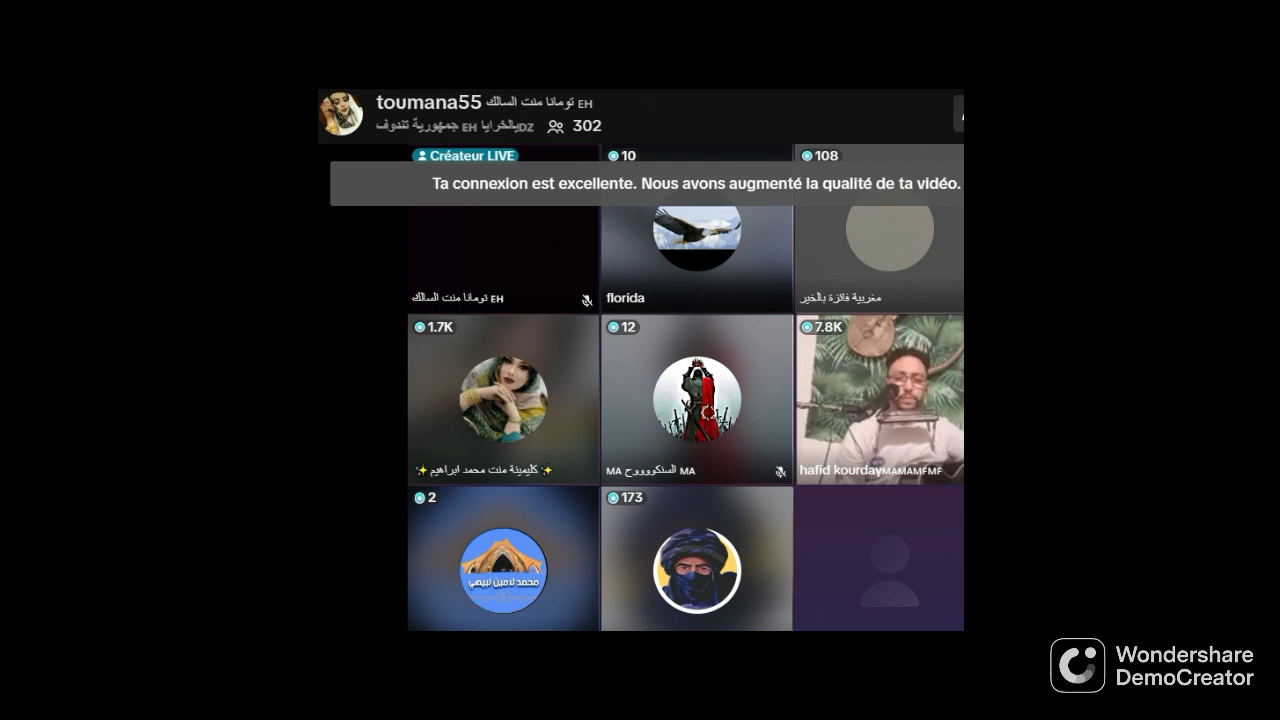 toumana55 تومانا منت السالك EH
بالخرايا EH جمهورية تندوف DZ 302
Créateur LIVE
10
108
Ta connexion est excellente. Nous avons augmenté la qualité de ta vidéo.
تومانا منت السالك EH
florida
مغربية فائزة بالخير
1.7K
12
7.8K
✨ كليمينة منت محمد ابراهيم ✨
MA السنكووووح MA
hafid kourdayMAMAMFMF
2
173
محمد لامين لبيهي
Wondershare
DemoCreator